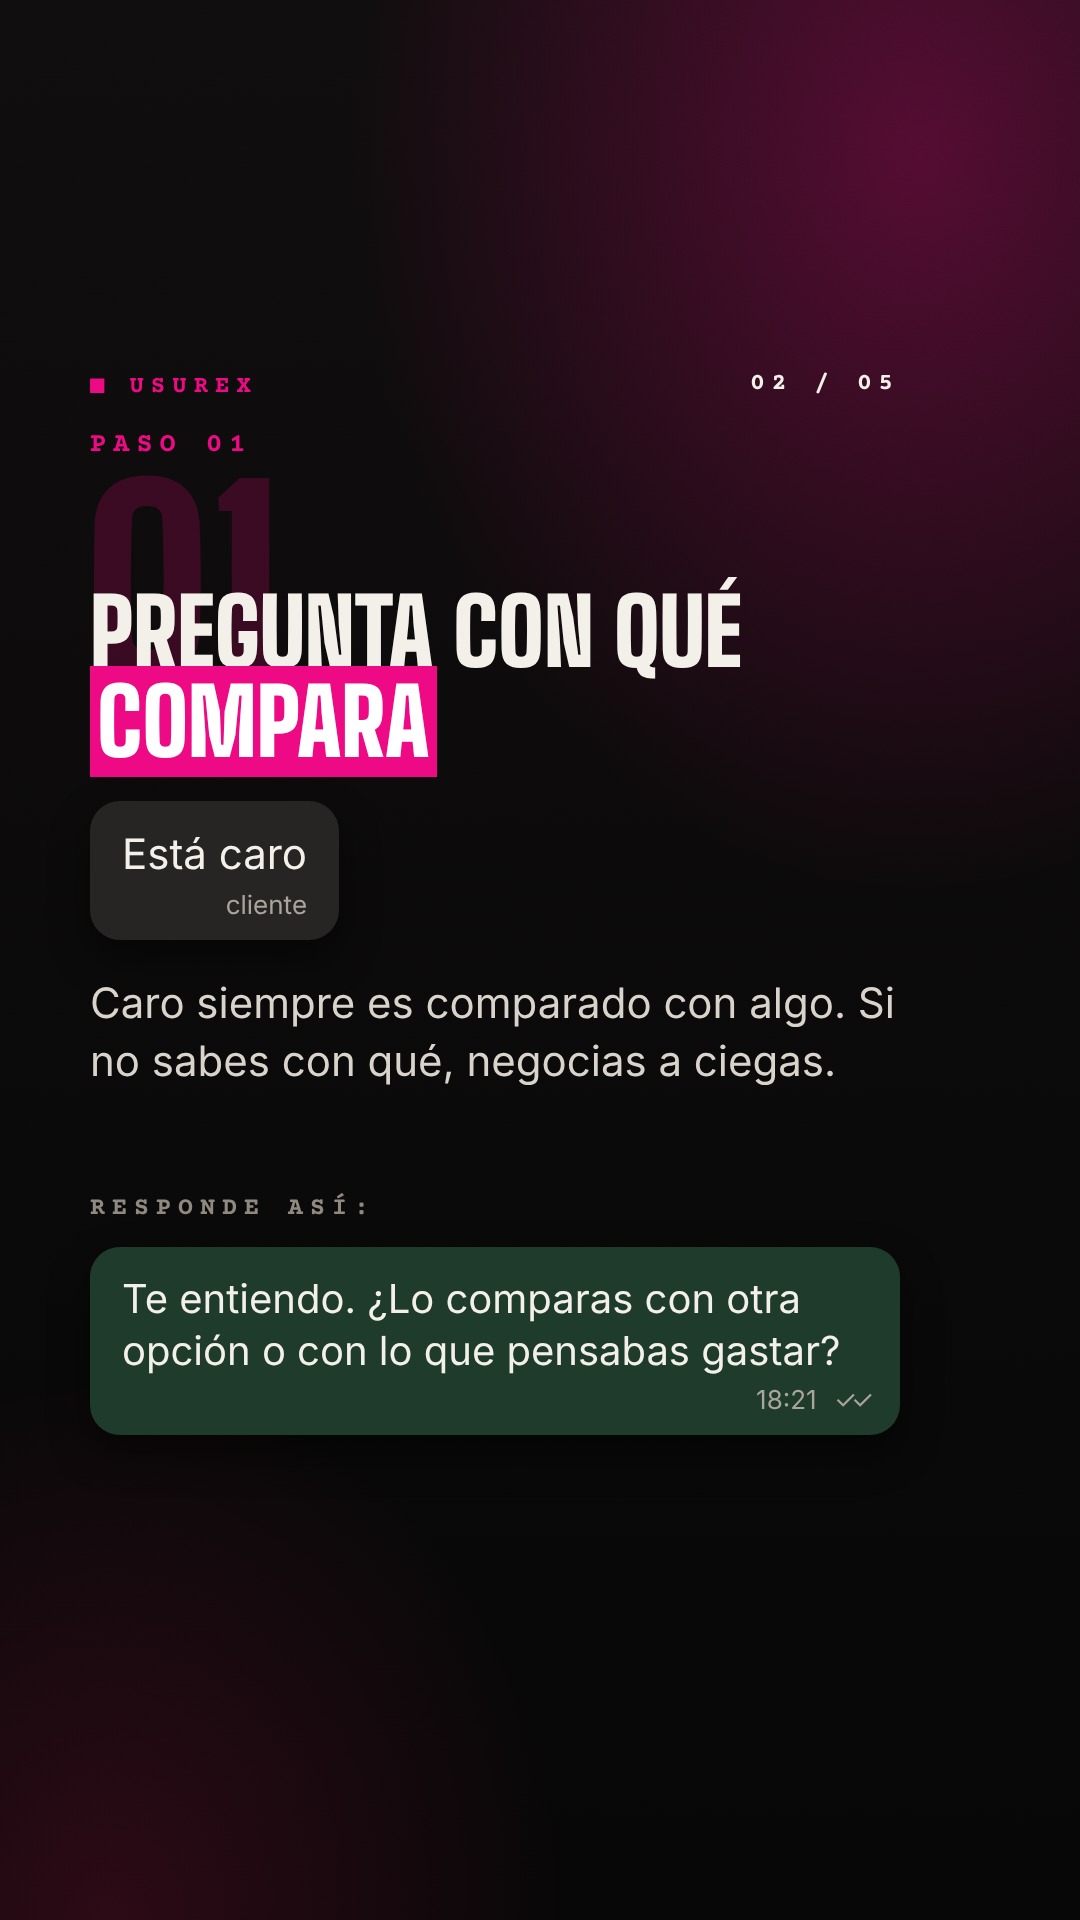 USUREX
02 / 05
PASO 01
01
PREGUNTA CON QUÉ
COMPARA
Está caro
cliente
Caro siempre es comparado con algo. Si
no sabes con qué, negocias a ciegas.
RESPONDE ASÍ:
Te entiendo. ¿Lo comparas con otra
opción o con lo que pensabas gastar?
18:21